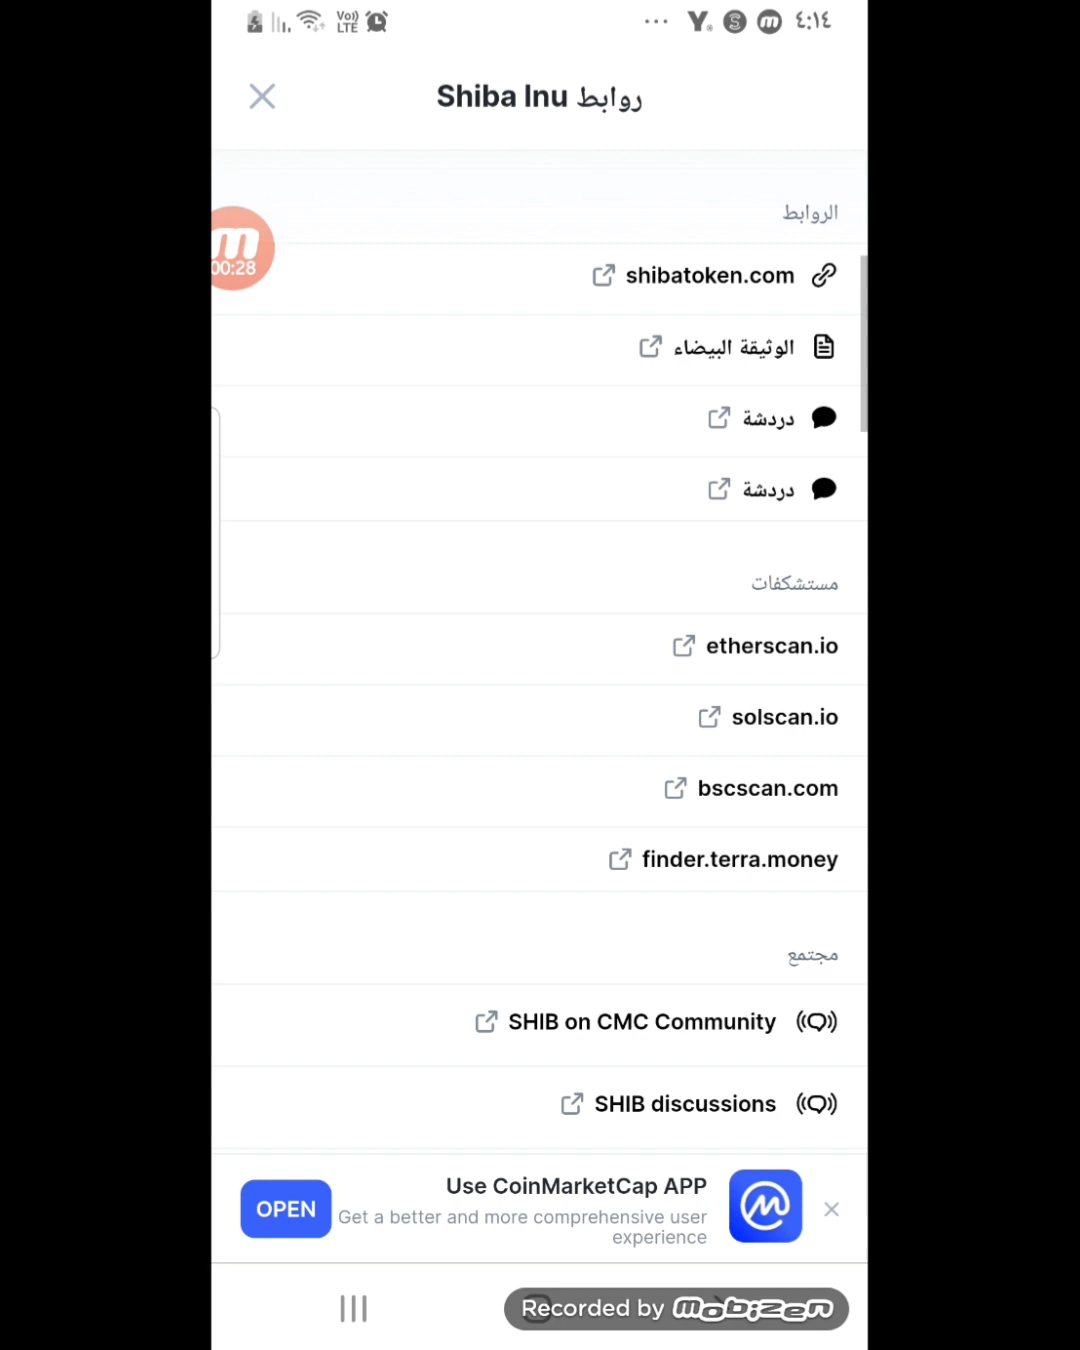 Vo)) LTE
٤:١٤
روابط Shiba Inu
الروابط
00:28
shibatoken.com
الوثيقة البيضاء
دردشة
دردشة
مستشكفات
etherscan.io
solscan.io
bscscan.com
finder.terra.money
مجتمع
SHIB on CMC Community
SHIB discussions
Use CoinMarketCap APP
OPEN
Get a better and more comprehensive user
experience
Recorded by mobizen